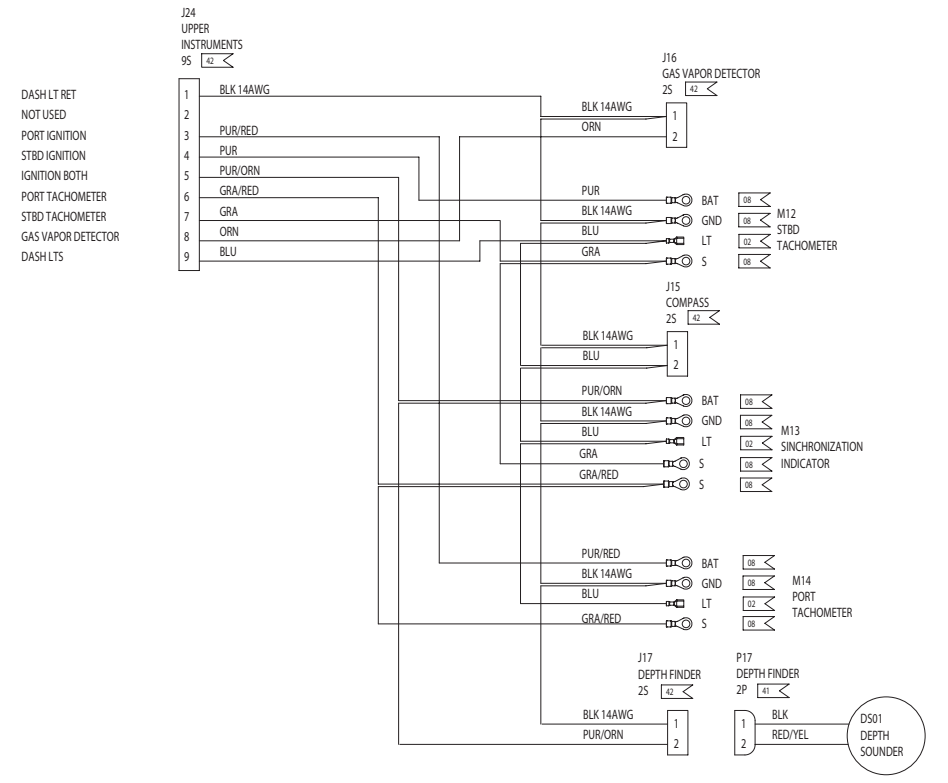 J24
UPPER
INSTRUMENTS
9S 42
DASH LT RET 1 BLK 14AWG
NOT USED 2
PORT IGNITION 3 PUR/RED
STBD IGNITION 4 PUR
IGNITION BOTH 5 PUR/ORN
PORT TACHOMETER 6 GRA/RED
STBD TACHOMETER 7 GRA
GAS VAPOR DETECTOR 8 ORN
DASH LTS 9 BLU
J16
GAS VAPOR DETECTOR
2S 42
BLK 14AWG 1
ORN 2
PUR BAT 08
BLK 14AWG GND 08
BLU LT 02
GRA S 08
M12
STBD
TACHOMETER
J15
COMPASS
2S 42
BLK 14AWG 1
BLU 2
PUR/ORN BAT 08
BLK 14AWG GND 08
BLU LT 02
GRA S 08
GRA/RED S 08
M13
SINCHRONIZATION
INDICATOR
PUR/RED BAT 08
BLK 14AWG GND 08
BLU LT 02
GRA/RED S 08
M14
PORT
TACHOMETER
J17
DEPTH FINDER
2S 42
BLK 14AWG 1
PUR/ORN 2
P17
DEPTH FINDER
2P 41
1 BLK
2 RED/YEL
DS01
DEPTH
SOUNDER